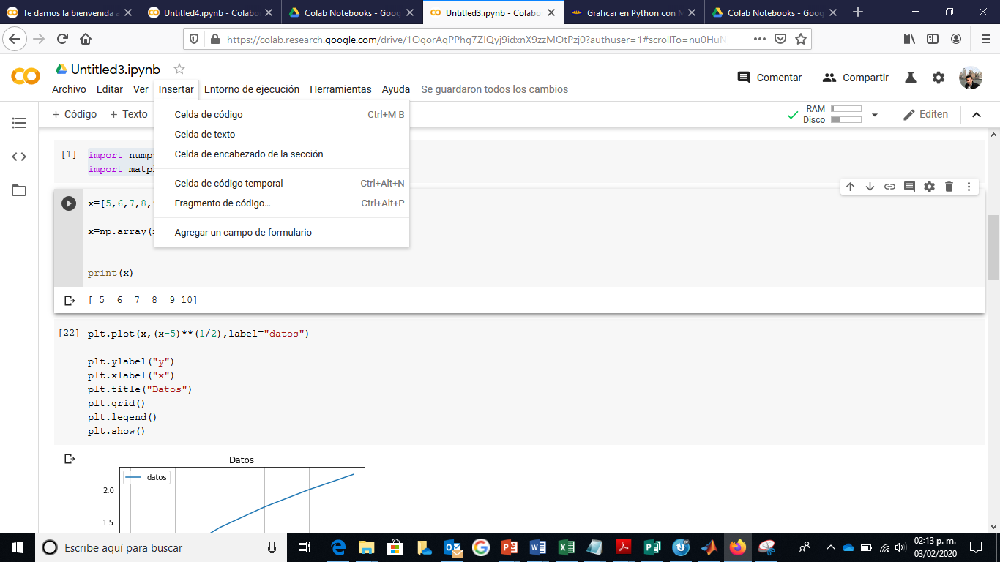 Te damos la bienvenida a
Untitled4.ipynb - Colabor
Colab Notebooks - Goog
Untitled3.ipynb - Colabor
Graficar en Python con M
Colab Notebooks - Goog
https://colab.research.google.com/drive/1OgorAqPPhg7ZIQyj9idxnX9zzMOtPzj0?authuser=1#scrollTo=nu0HuN
Untitled3.ipynb
Comentar
Compartir
Archivo Editar Ver Insertar Entorno de ejecución Herramientas Ayuda Se guardaron todos los cambios
+ Código + Texto
RAM
Disco
Editen
Celda de código Ctrl+M B
Celda de texto
Celda de encabezado de la sección
Celda de código temporal Ctrl+Alt+N
Fragmento de código... Ctrl+Alt+P
Agregar un campo de formulario
[1] import nump
import matp
x=[5,6,7,8,
x=np.array(
print(x)
[ 5 6 7 8 9 10]
[22] plt.plot(x,(x-5)**(1/2),label="datos")
plt.ylabel("y")
plt.xlabel("x")
plt.title("Datos")
plt.grid()
plt.legend()
plt.show()
Datos
datos
2.0
1.5
Escribe aquí para buscar
02:13 p. m.
03/02/2020